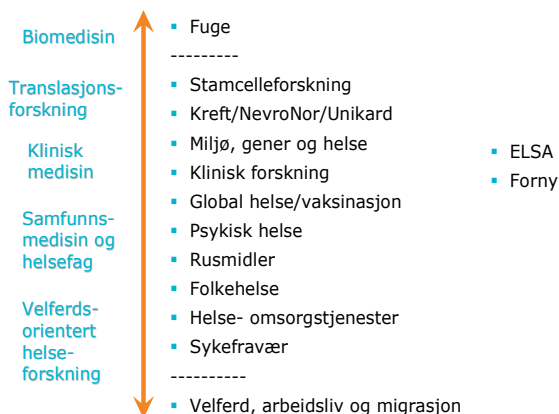 Biomedisin
Translasjons-
forskning
Klinisk
medisin
Samfunns-
medisin og
helsefag
Velferds-
orientert
helse-
forskning
▪ Fuge
---------
▪ Stamcelleforskning
▪ Kreft/NevroNor/Unikard
▪ Miljø, gener og helse
▪ Klinisk forskning
▪ Global helse/vaksinasjon
▪ Psykisk helse
▪ Rusmidler
▪ Folkehelse
▪ Helse- omsorgstjenester
▪ Sykefravær
----------
▪ Velferd, arbeidsliv og migrasjon
▪ ELSA
▪ Forny